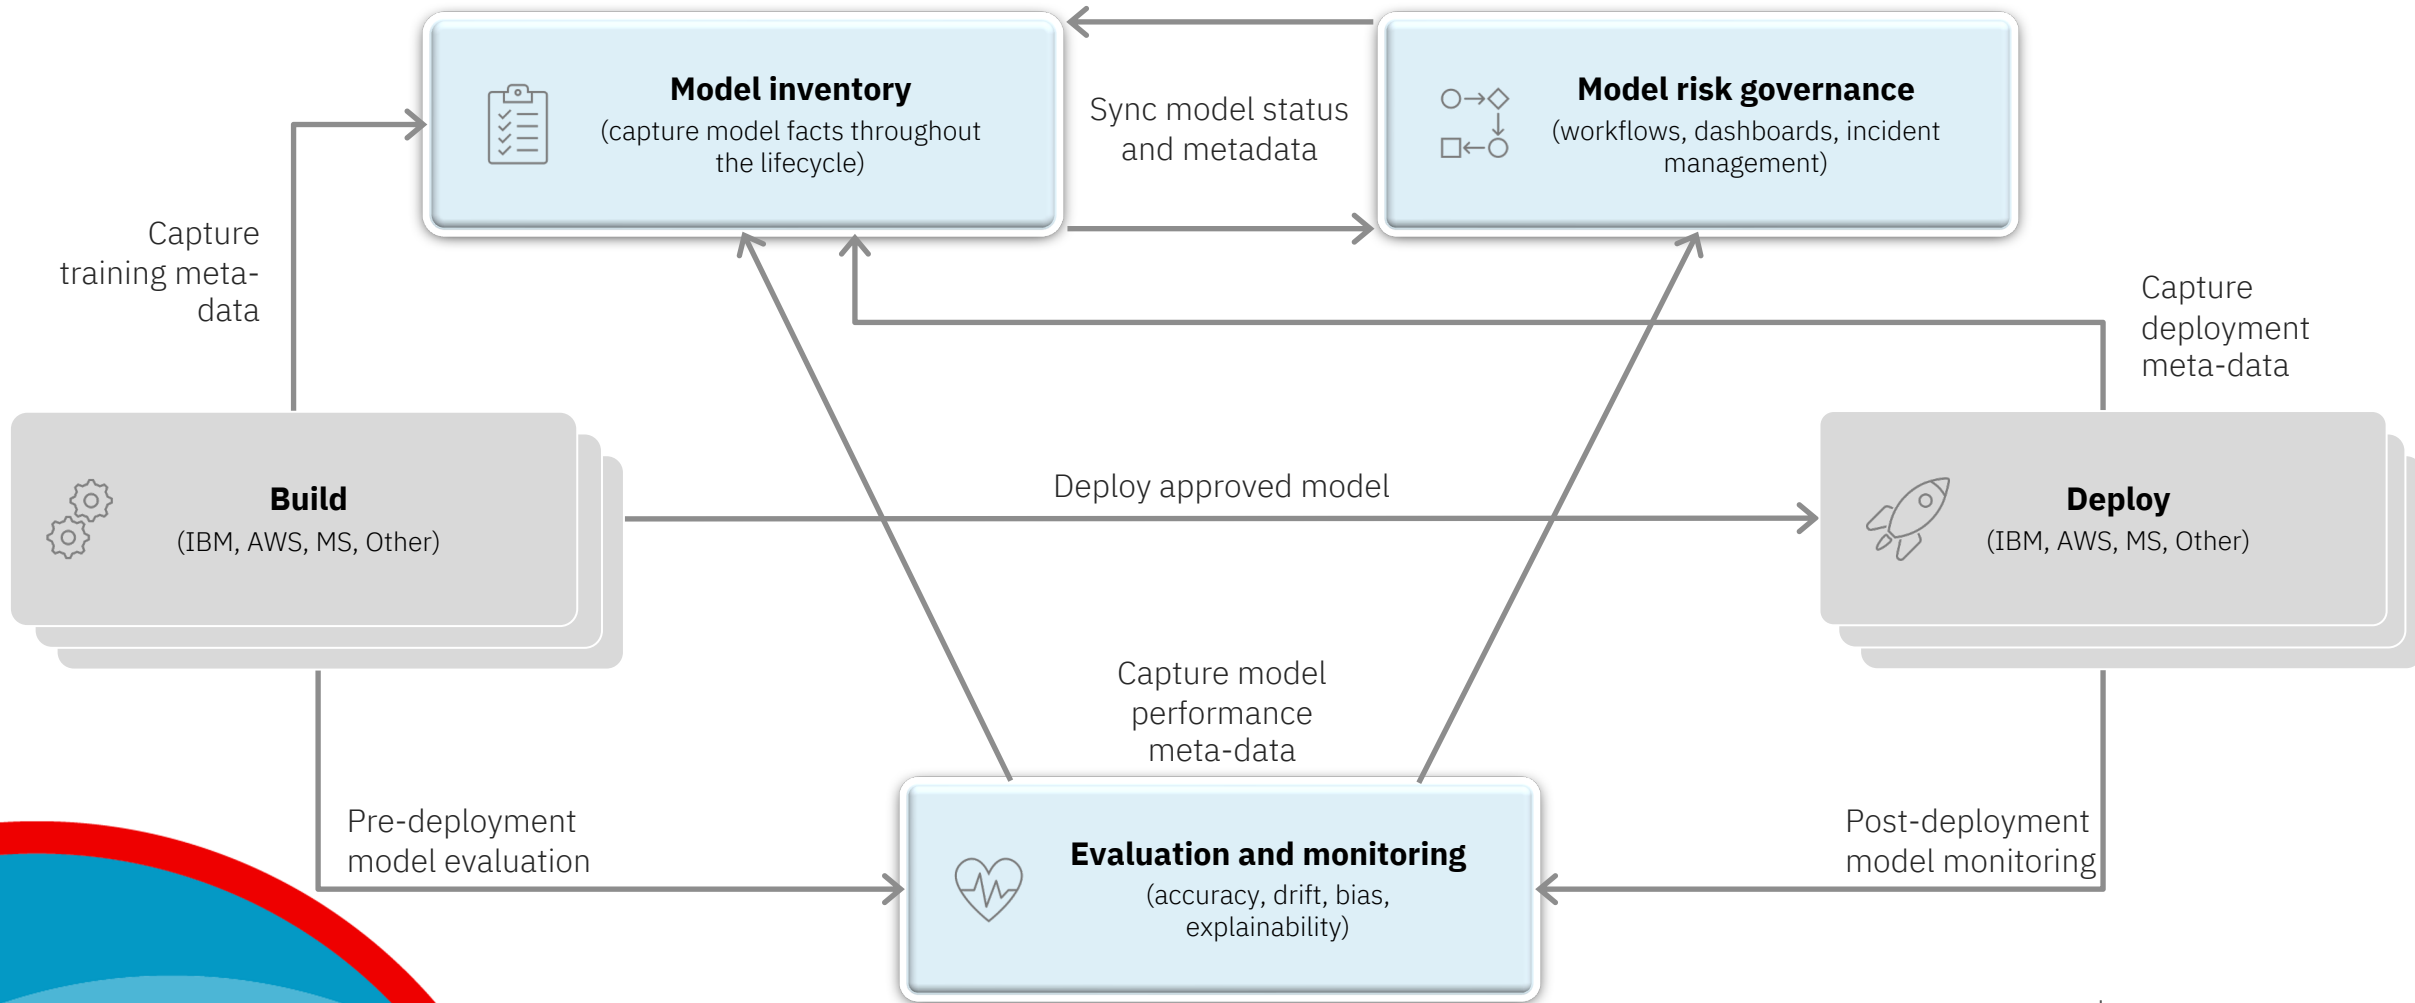 Model inventory
(capture model facts throughout
the lifecycle)
Sync model status
and metadata
Model risk governance
(workflows, dashboards, incident
management)
Capture
training meta-
data
Capture
deployment
meta-data
Build
(IBM, AWS, MS, Other)
Deploy approved model
Deploy
(IBM, AWS, MS, Other)
Capture model
performance
meta-data
Pre-deployment
model evaluation
Evaluation and monitoring
(accuracy, drift, bias,
explainability)
Post-deployment
model monitoring